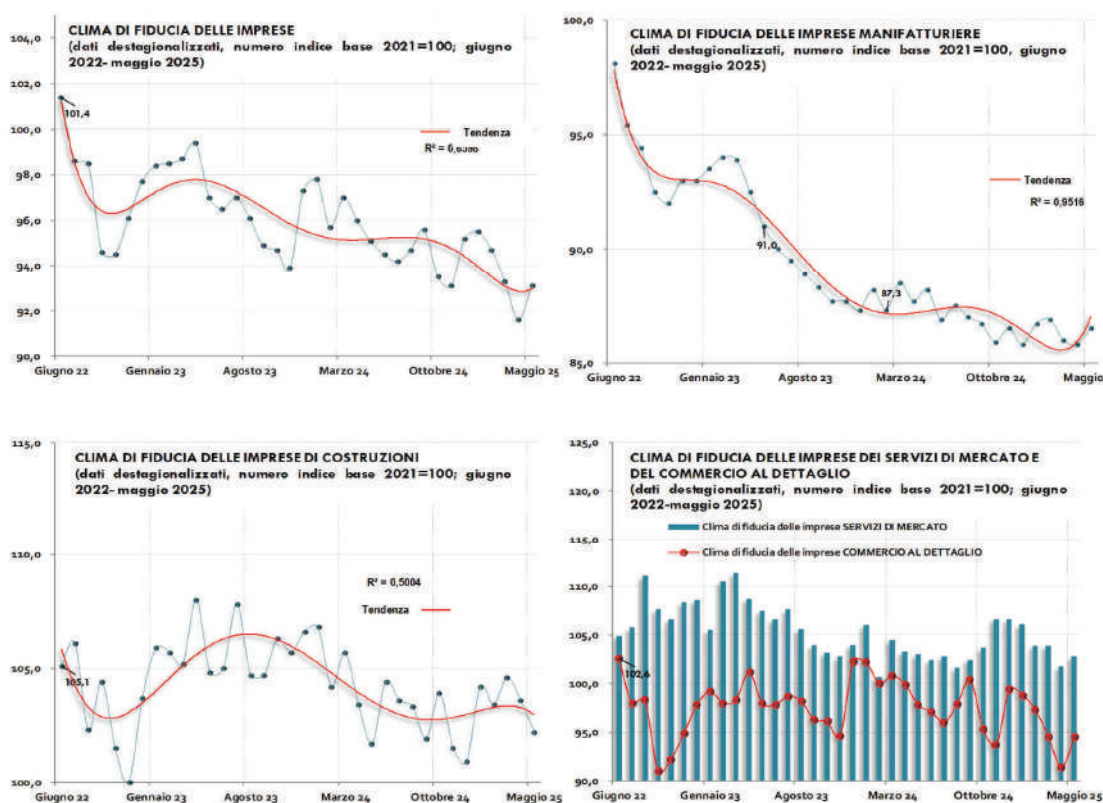 CLIMA DI FIDUCIA DELLE IMPRESE
(dati destagionalizzati, numero indice base 2021=100; giugno
2022- maggio 2025)
104,0
102,0
100,0
98,0
96,0
94,0
92,0
90,0
101,4
Tendenza
Giugno 22 Gennaio 23 Agosto 23 Marzo 24 Ottobre 24 Maggio 25
CLIMA DI FIDUCIA DELLE IMPRESE MANIFATTURIERE
(dati destagionalizzati, numero indice base 2021=100, giugno
2022- maggio 2025)
100,0
95,0
90,0
85,0
Tendenza
R² = 0,9516
91,0
87,3
Giugno 22 Gennaio 23 Agosto 23 Marzo 24 Ottobre 24 Maggio
CLIMA DI FIDUCIA DELLE IMPRESE DI COSTRUZIONI
(dati destagionalizzati, numero indice base 2021=100; giugno
2022- maggio 2025)
115,0
110,0
105,0
100,0
R² = 0,5004
Tendenza
105,1
Giugno 22 Gennaio 23 Agosto 23 Marzo 24 Ottobre 24 Maggio 25
CLIMA DI FIDUCIA DELLE IMPRESE DEI SERVIZI DI MERCATO E
DEL COMMERCIO AL DETTAGLIO
(dati destagionalizzati, numero indice base 2021=100; giugno
2022-maggio 2025)
125,0
120,0
115,0
110,0
105,0
100,0
95,0
90,0
Clima di fiducia delle imprese SERVIZI DI MERCATO
Clima di fiducia delle imprese COMMERCIO AL DETTAGLIO
102,6
Giugno 22 Gennaio 23 Agosto 23 Marzo 24 Ottobre 24 Maggio 25